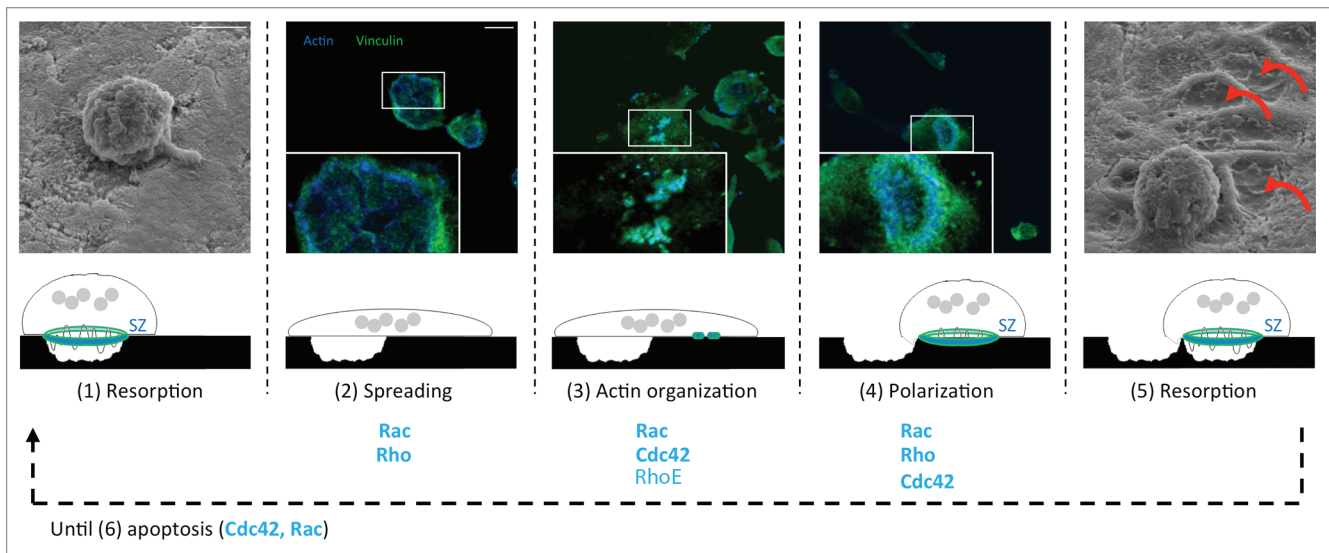 Actin Vinculin
SZ
SZ
SZ
(1) Resorption
(2) Spreading
(3) Actin organization
(4) Polarization
(5) Resorption
Rac
Rho
Rac
Cdc42
RhoE
Rac
Rho
Cdc42
Until (6) apoptosis (Cdc42, Rac)